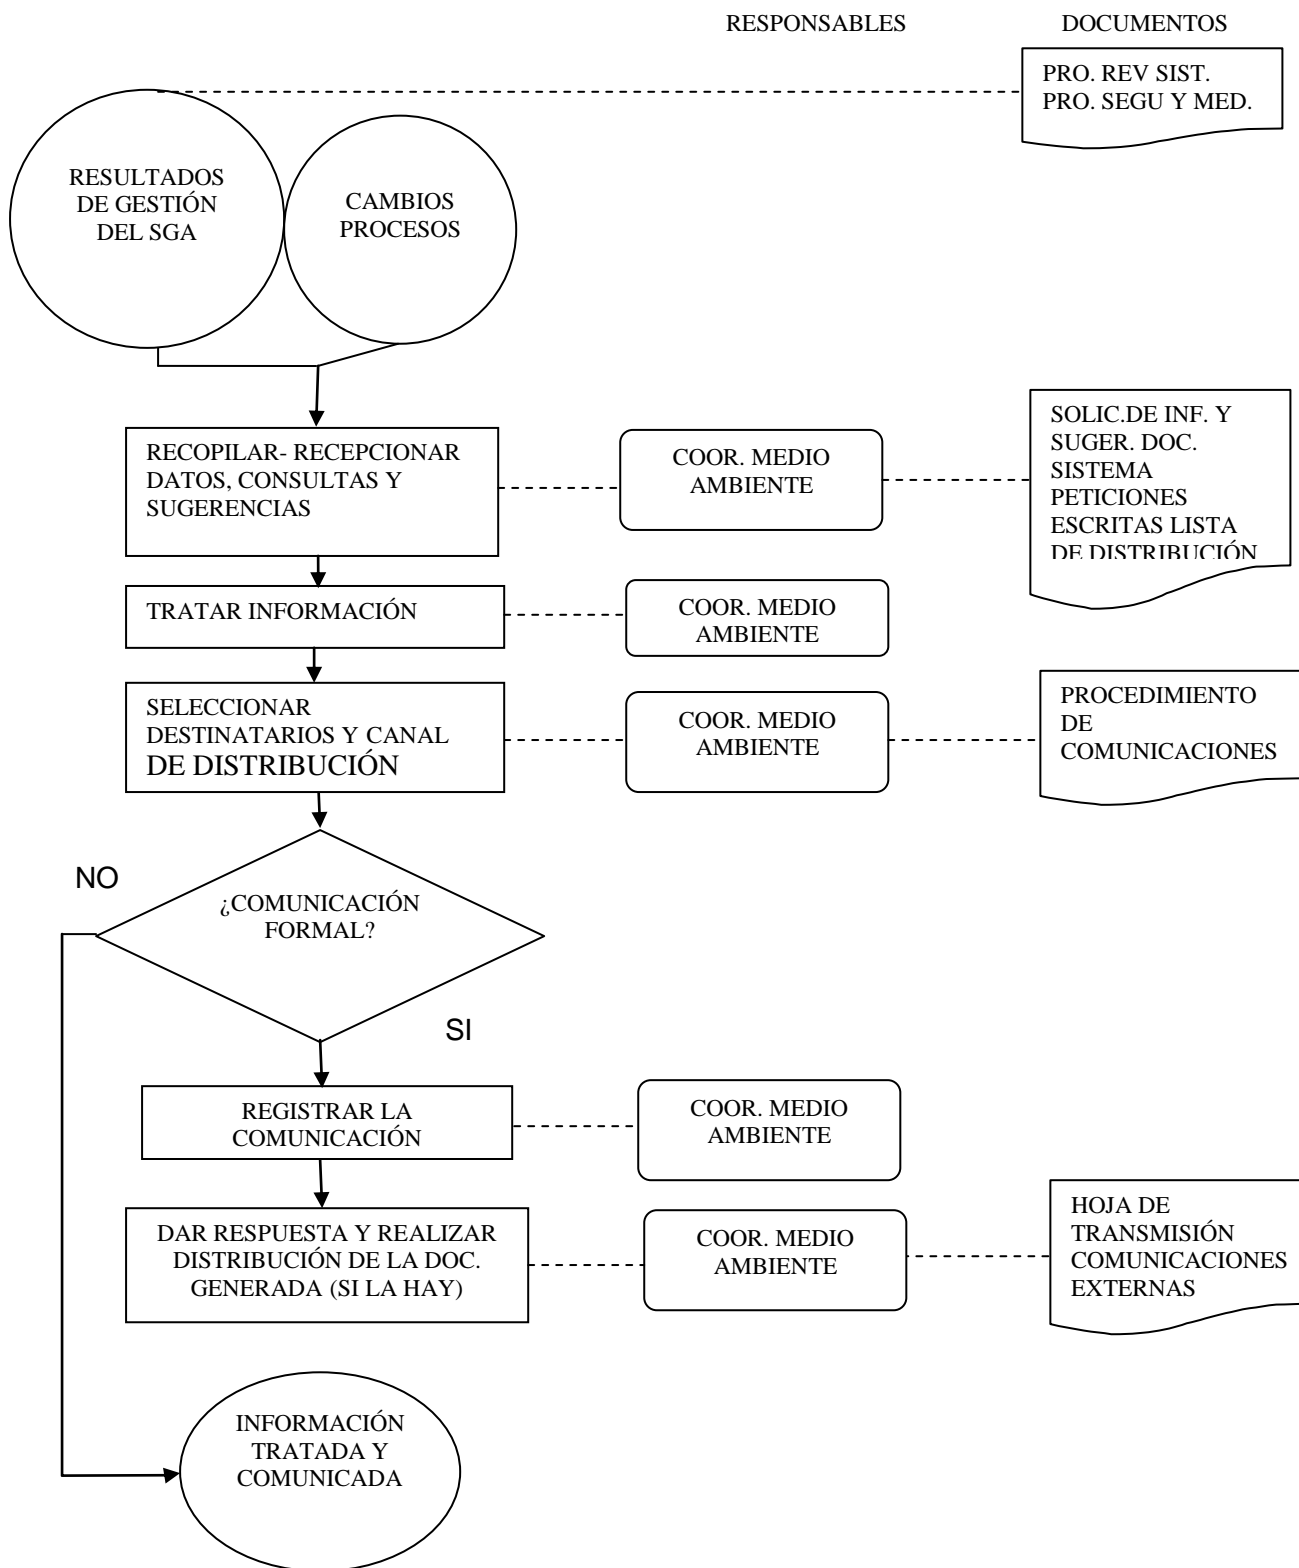 RESPONSABLES
DOCUMENTOS
PRO. REV SIST.
PRO. SEGU Y MED.
RESULTADOS
DE GESTIÓN
DEL SGA
CAMBIOS
PROCESOS
RECOPILAR- RECEPCIONAR
DATOS, CONSULTAS Y
SUGERENCIAS
COOR. MEDIO
AMBIENTE
SOLIC.DE INF. Y
SUGER. DOC.
SISTEMA
PETICIONES
ESCRITAS LISTA
DE DISTRIBUCIÓN
TRATAR INFORMACIÓN
COOR. MEDIO
AMBIENTE
SELECCIONAR
DESTINATARIOS Y CANAL
DE DISTRIBUCIÓN
COOR. MEDIO
AMBIENTE
PROCEDIMIENTO
DE
COMUNICACIONES
NO
¿COMUNICACIÓN
FORMAL?
SI
REGISTRAR LA
COMUNICACIÓN
COOR. MEDIO
AMBIENTE
DAR RESPUESTA Y REALIZAR
DISTRIBUCIÓN DE LA DOC.
GENERADA (SI LA HAY)
COOR. MEDIO
AMBIENTE
HOJA DE
TRANSMISIÓN
COMUNICACIONES
EXTERNAS
INFORMACIÓN
TRATADA Y
COMUNICADA